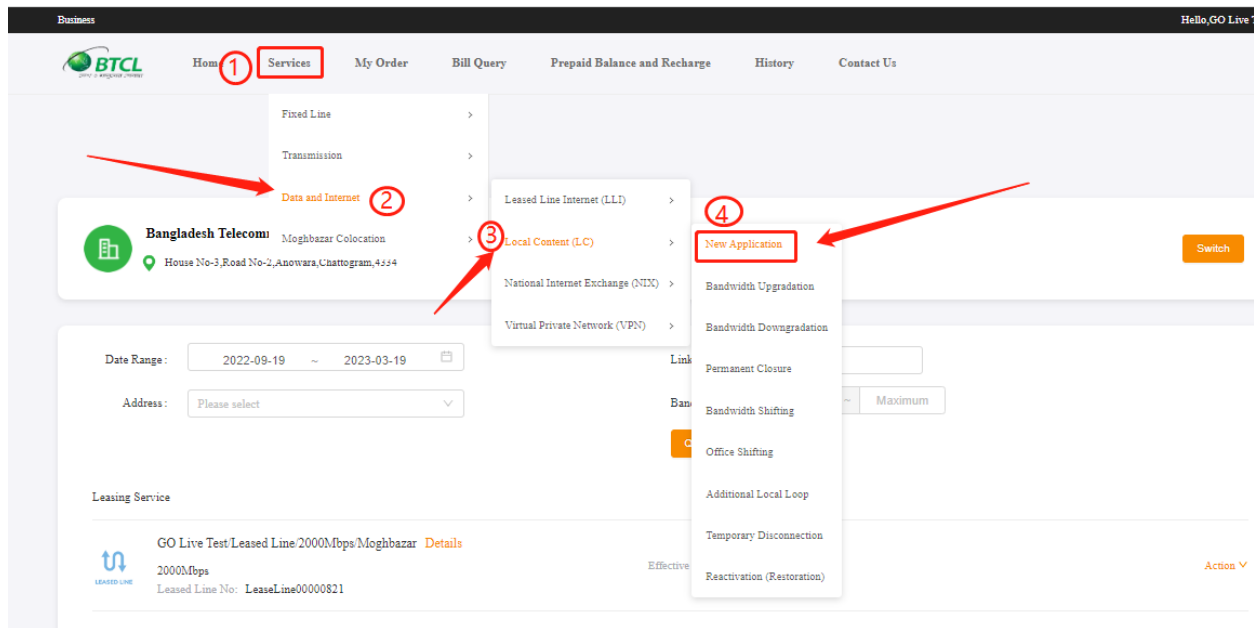 Business
Hello,GO Live
BTCL
Home
1
Services
My Order
Bill Query
Prepaid Balance and Recharge
History
Contact Us
Fixed Line
Transmission
Data and Internet
2
Moghbazar Colocation
Leased Line Internet (LLI)
3
Local Content (LC)
National Internet Exchange (NIX)
Virtual Private Network (VPN)
4
New Application
Bandwidth Upgradation
Bandwidth Downgradation
Permanent Closure
Bandwidth Shifting
Office Shifting
Additional Local Loop
Temporary Disconnection
Reactivation (Restoration)
Bangladesh Telecom
House No-3,Road No-2,Anowara,Chattogram,4334
Switch
Date Range: 2022-09-19 ~ 2023-03-19
Link
Address: Please select
Ban
~ Maximum
Leasing Service
GO Live Test/Leased Line/2000Mbps/Moghbazar Details
2000Mbps
LEASED LINE
Leased Line No: LeaseLine00000821
Effective
Action